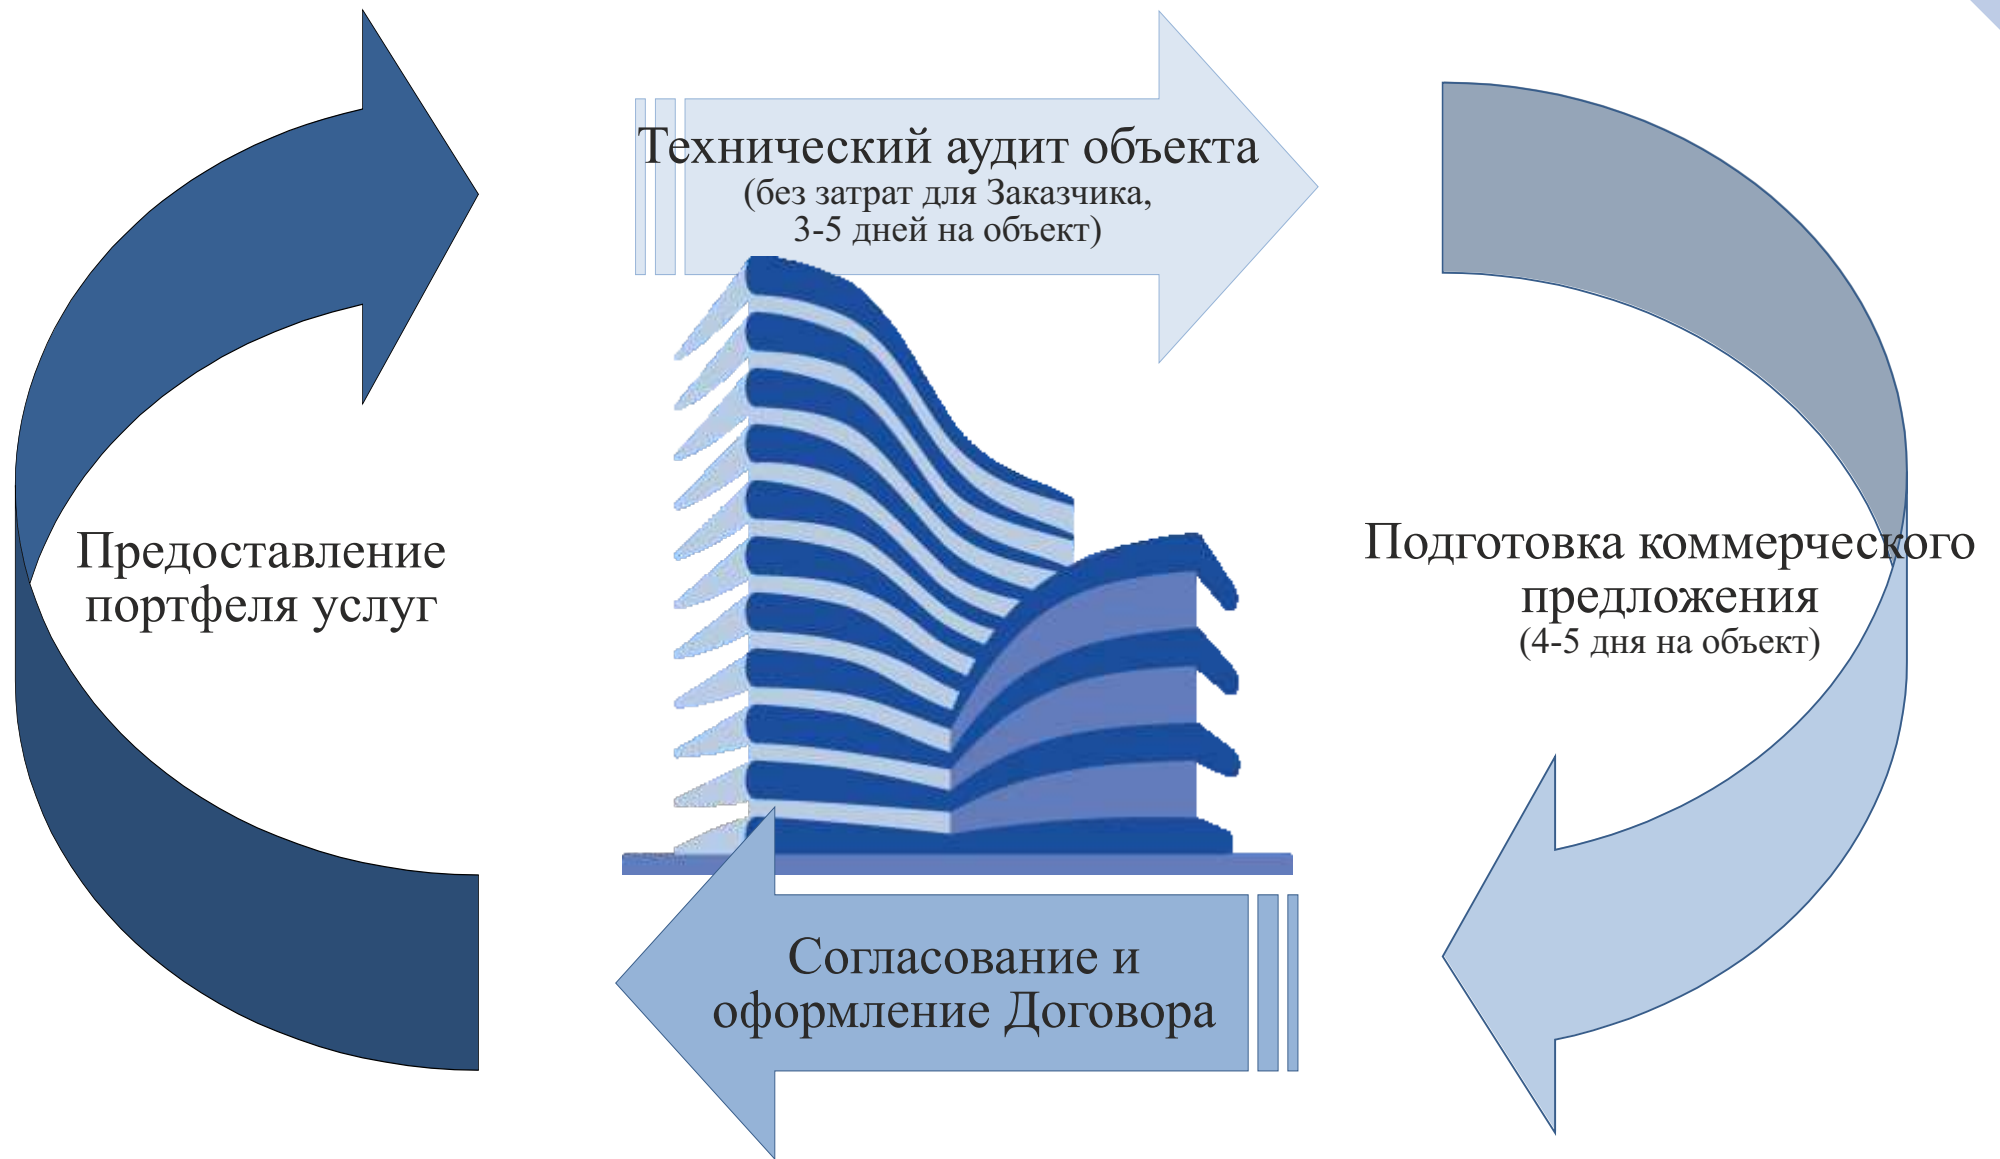 Технический аудит объекта
(без затрат для Заказчика,
3-5 дней на объект)
Предоставление
портфеля услуг
Подготовка коммерческого
предложения
(4-5 дня на объект)
Согласование и
оформление Договора